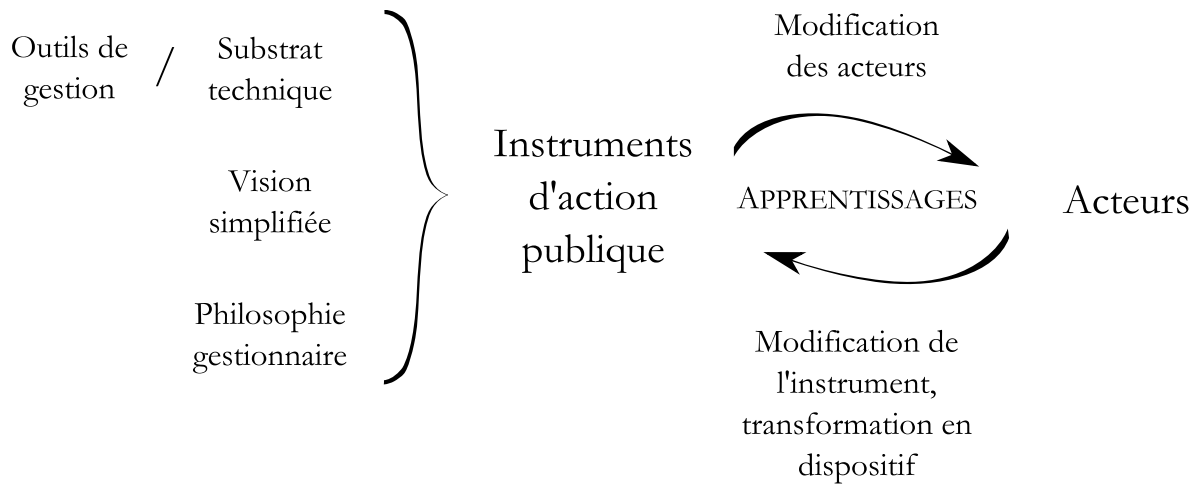 Outils de
gestion
/
Substrat
technique
Vision
simplifiée
Philosophie
gestionnaire
Instruments
d'action
publique
Modification
des acteurs
APPRENTISSAGES
Modification de
l'instrument,
transformation en
dispositif
Acteurs